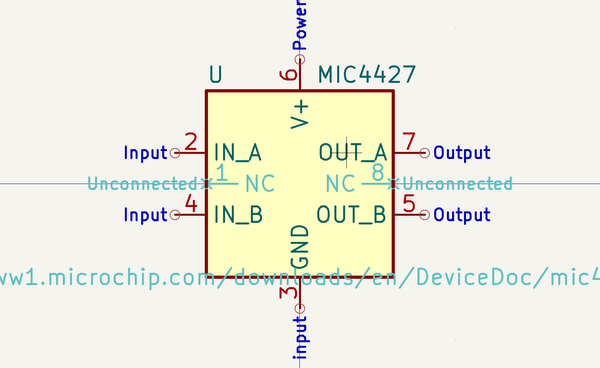 Power
6
U MIC4427
V+
Input 2 IN_A OUT_A 7 Output
Unconnected 1 NC NC 8 Unconnected
Input 4 IN_B OUT_B 5 Output
GND
ww1.microchip.com/downloads/en/DeviceDoc/mic4
3
input